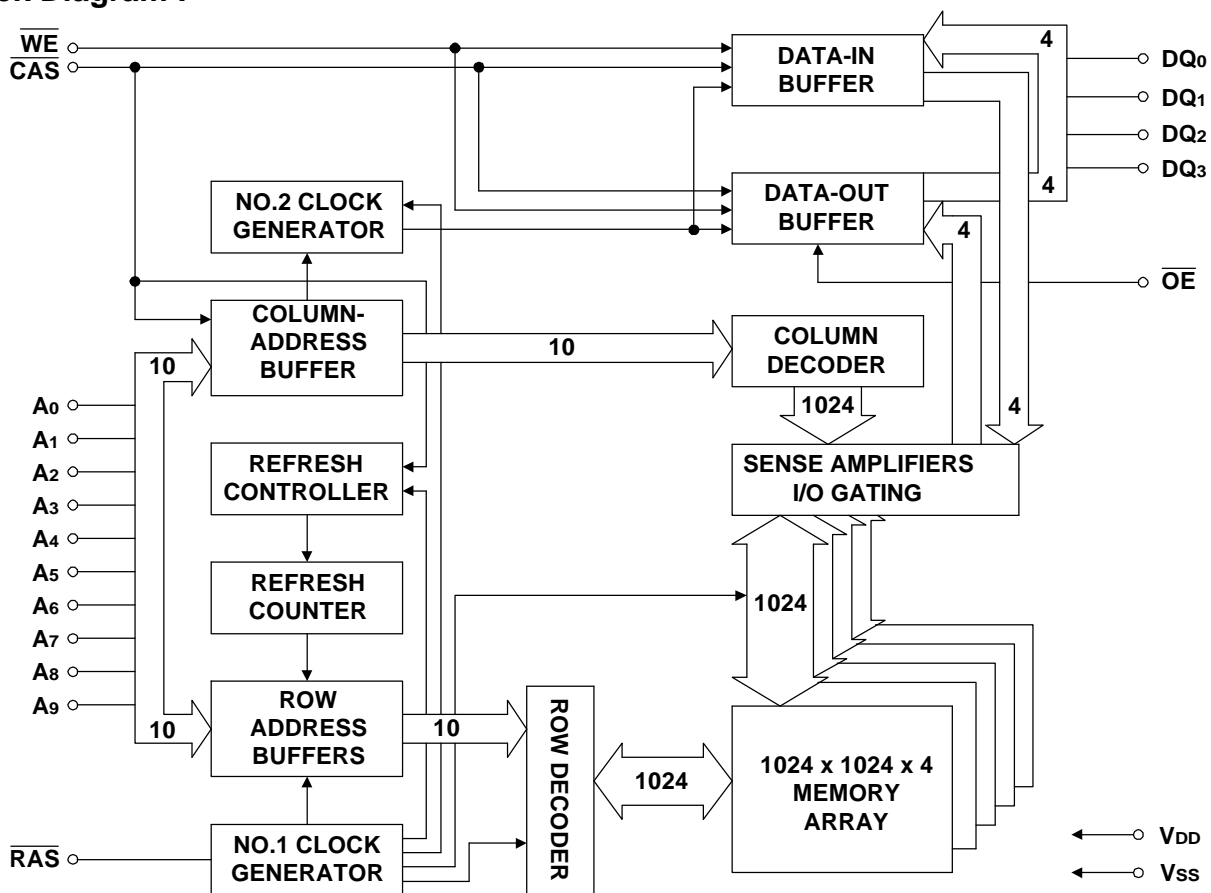 WE
CAS
DATA-IN
BUFFER
4
DQ0
DQ1
DQ2
DQ3
NO.2 CLOCK
GENERATOR
DATA-OUT
BUFFER
4
4
OE
COLUMN-
ADDRESS
BUFFER
10
10
COLUMN
DECODER
1024
4
A0
A1
A2
A3
A4
A5
A6
A7
A8
A9
REFRESH
CONTROLLER
SENSE AMPLIFIERS
I/O GATING
REFRESH
COUNTER
1024
ROW
ADDRESS
BUFFERS
10
10
ROW DECODER
1024
1024 x 1024 x 4
MEMORY
ARRAY
RAS
NO.1 CLOCK
GENERATOR
VDD
VSS